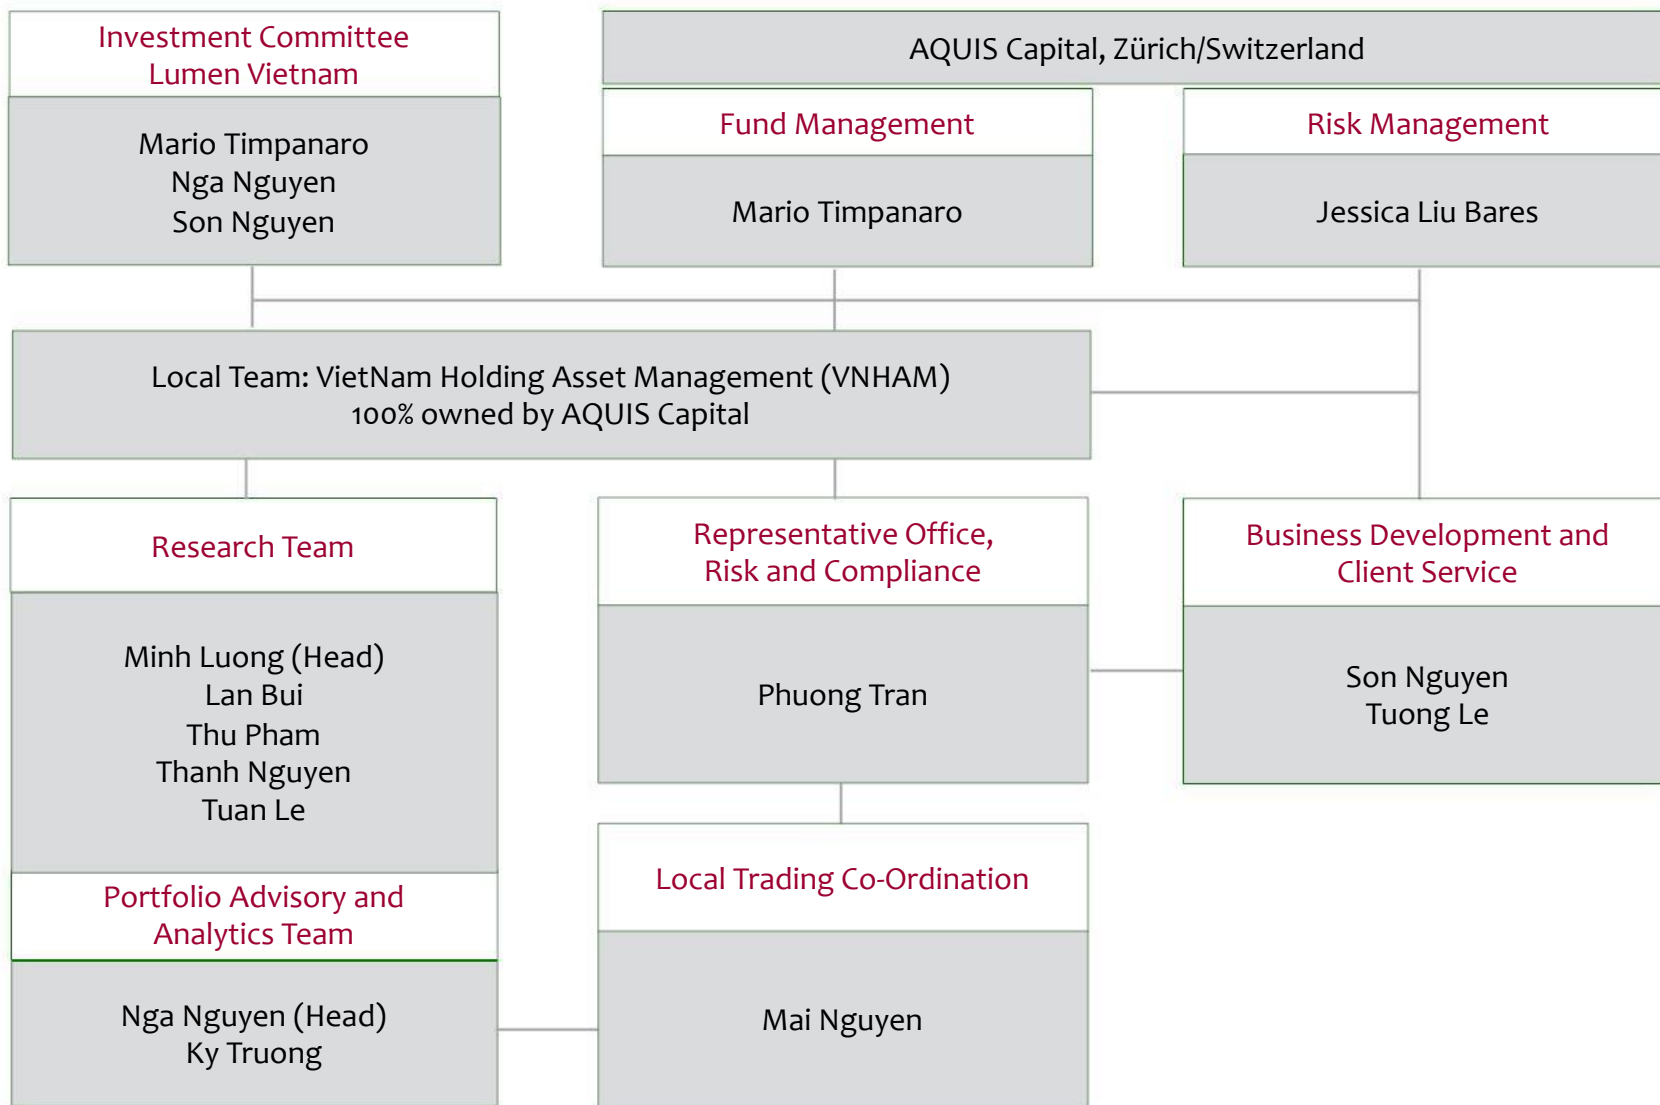 Investment Committee
Lumen Vietnam
Mario Timpanaro
Nga Nguyen
Son Nguyen
AQUIS Capital, Zürich/Switzerland
Fund Management
Mario Timpanaro
Risk Management
Jessica Liu Bares
Local Team: VietNam Holding Asset Management (VNHAM)
100% owned by AQUIS Capital
Research Team
Minh Luong (Head)
Lan Bui
Thu Pham
Thanh Nguyen
Tuan Le
Portfolio Advisory and
Analytics Team
Nga Nguyen (Head)
Ky Truong
Representative Office,
Risk and Compliance
Phuong Tran
Local Trading Co-Ordination
Mai Nguyen
Business Development and
Client Service
Son Nguyen
Tuong Le